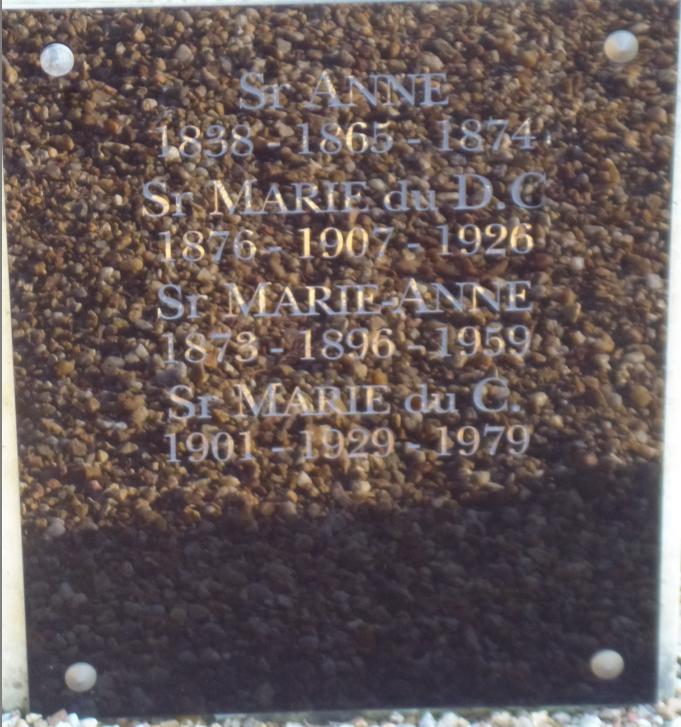 Sr ANNE
1838 - 1865 - 1874
Sr MARIE du D.C
1876 - 1907 - 1926
Sr MARIE-ANNE
1873 - 1896 - 1959
Sr MARIE du C.
1901 - 1929 - 1979